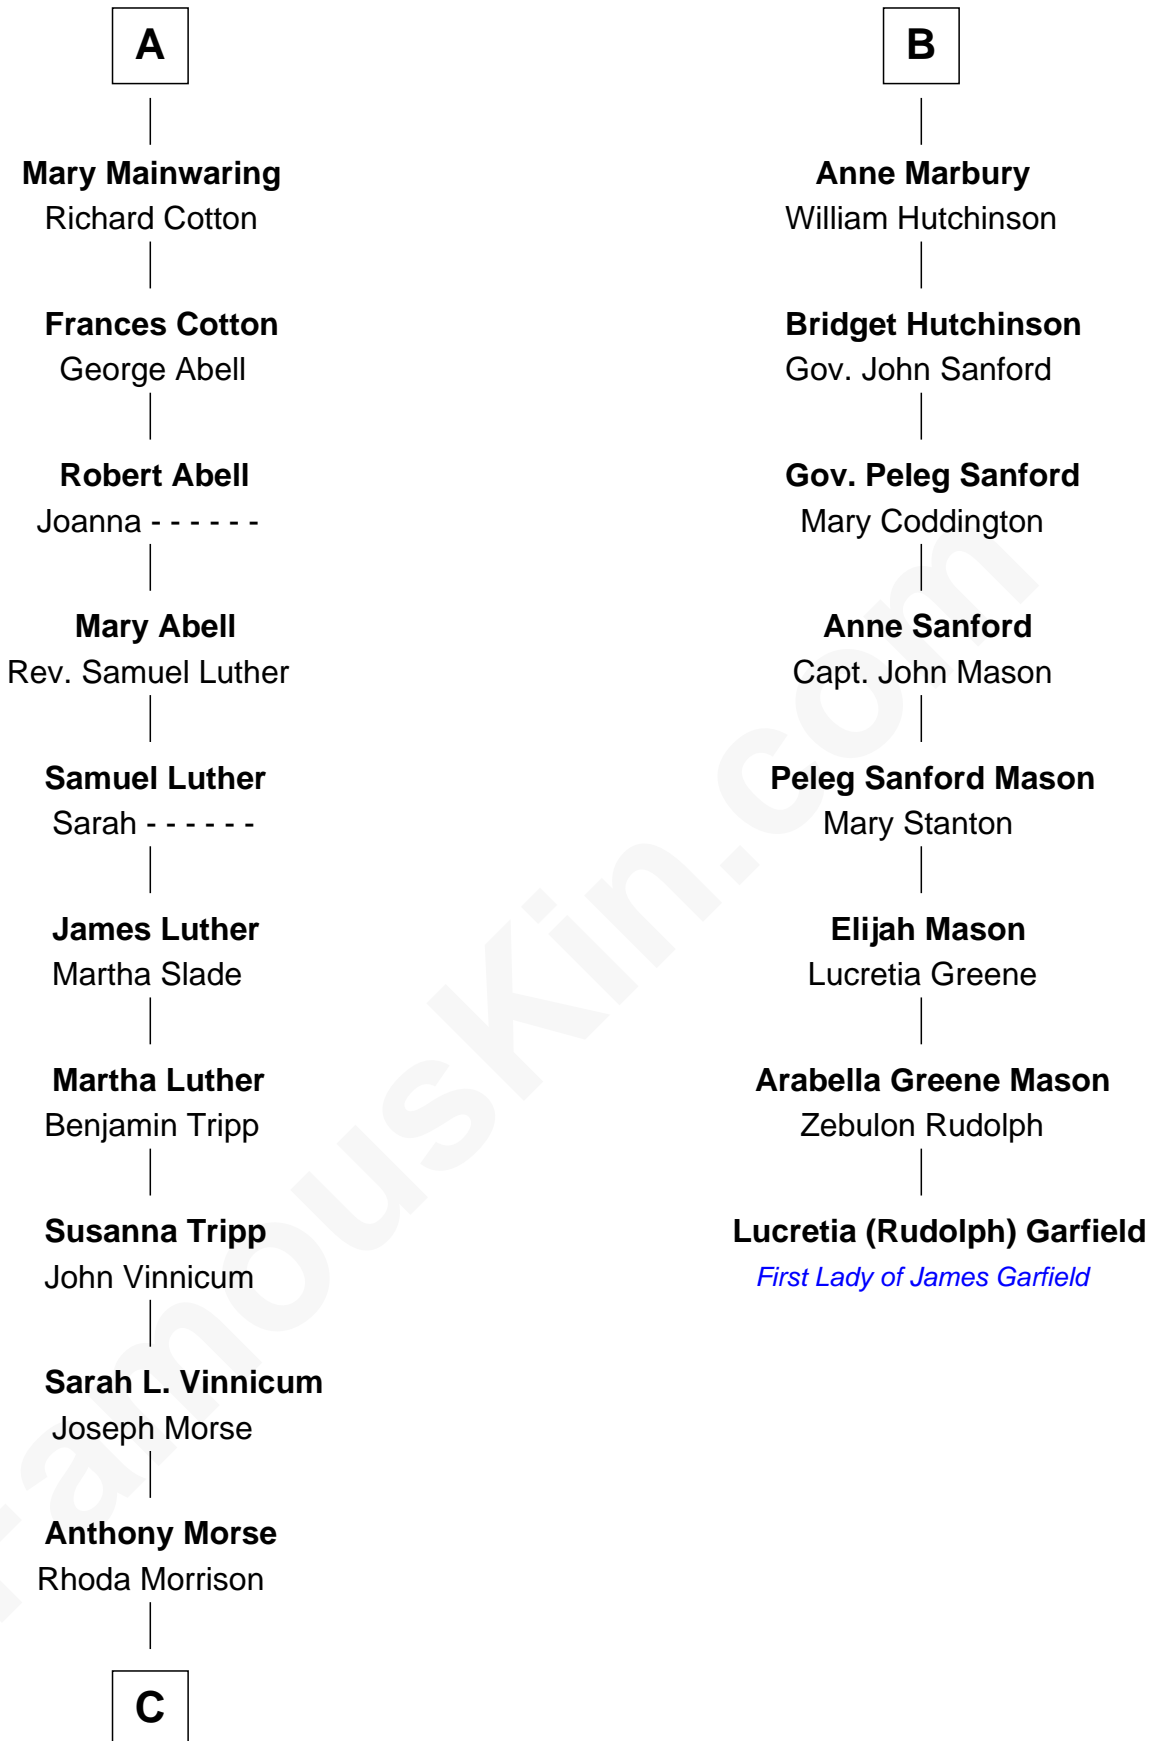 A
Mary Mainwaring
Richard Cotton
Frances Cotton
George Abell
Robert Abell
Joanna - - - - - -
Mary Abell
Rev. Samuel Luther
Samuel Luther
Sarah - - - - - -
James Luther
Martha Slade
Martha Luther
Benjamin Tripp
Susanna Tripp
John Vinnicum
Sarah L. Vinnicum
Joseph Morse
Anthony Morse
Rhoda Morrison
C
B
Anne Marbury
William Hutchinson
Bridget Hutchinson
Gov. John Sanford
Gov. Peleg Sanford
Mary Coddington
Anne Sanford
Capt. John Mason
Peleg Sanford Mason
Mary Stanton
Elijah Mason
Lucretia Greene
Arabella Greene Mason
Zebulon Rudolph
Lucretia (Rudolph) Garfield
First Lady of James Garfield
FamousKin.com